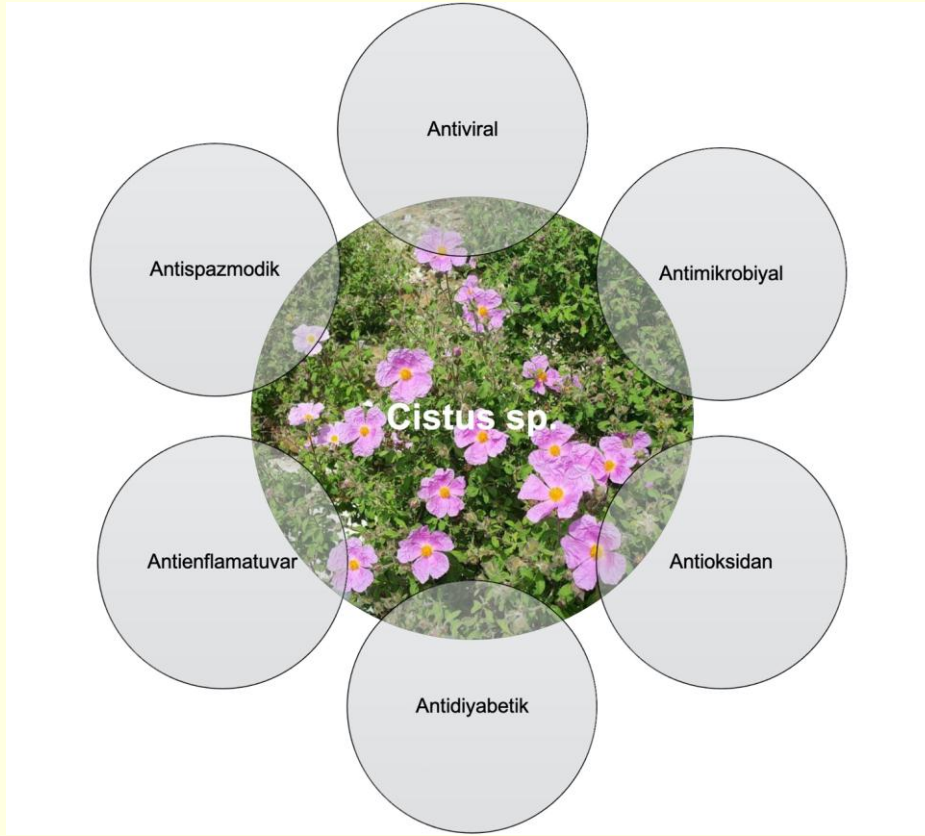 Antiviral
Antispazmodik
Antimikrobiyal
Cistus sp.
Antienflamatuvar
Antioksidan
Antidiyabetik